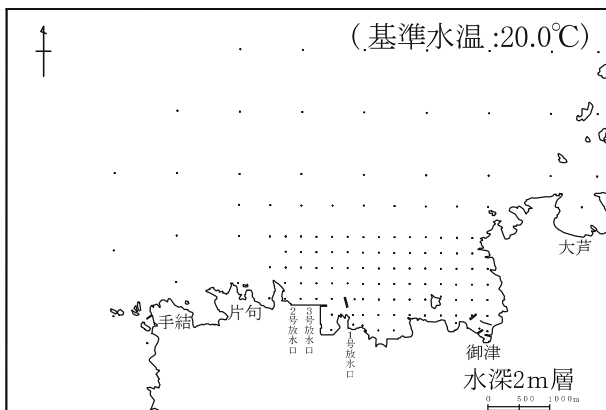 (基準水温:20.0℃)
大芦
手結
片句
2号放水口
3号放水口
1号放水口
御津
水深2m層
0 500 1000m